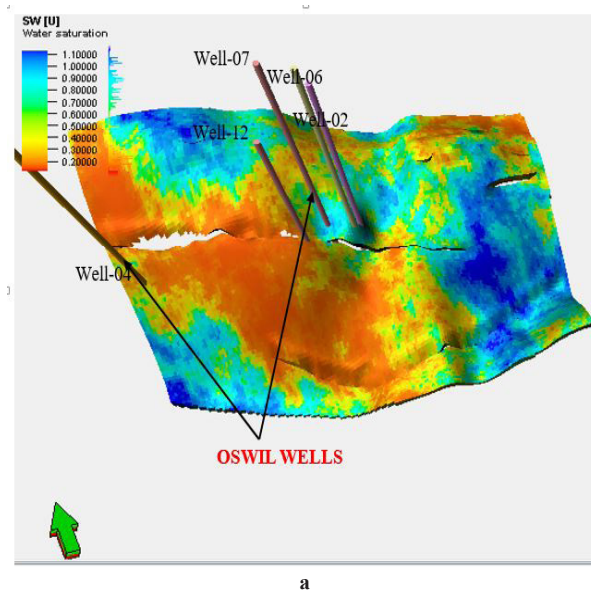 SW [U]
Water saturation
1.10000
1.00000
0.90000
0.80000
0.70000
0.60000
0.50000
0.40000
0.30000
0.20000
Well-07
Well-06
Well-02
Well-12
Well-04
OSWIL WELLS
a